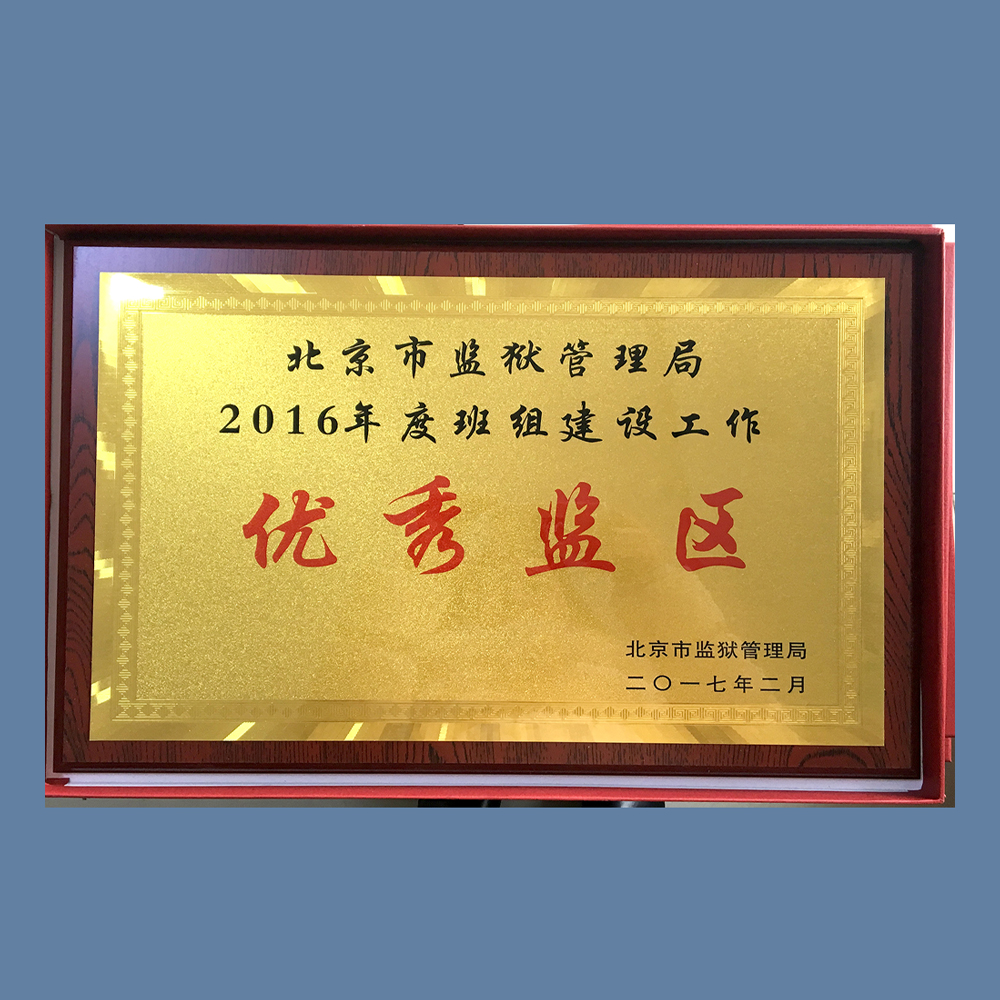 北京市监狱管理局
2016年度班组建设工作
优秀监区
北京市监狱管理局
二〇一七年二月